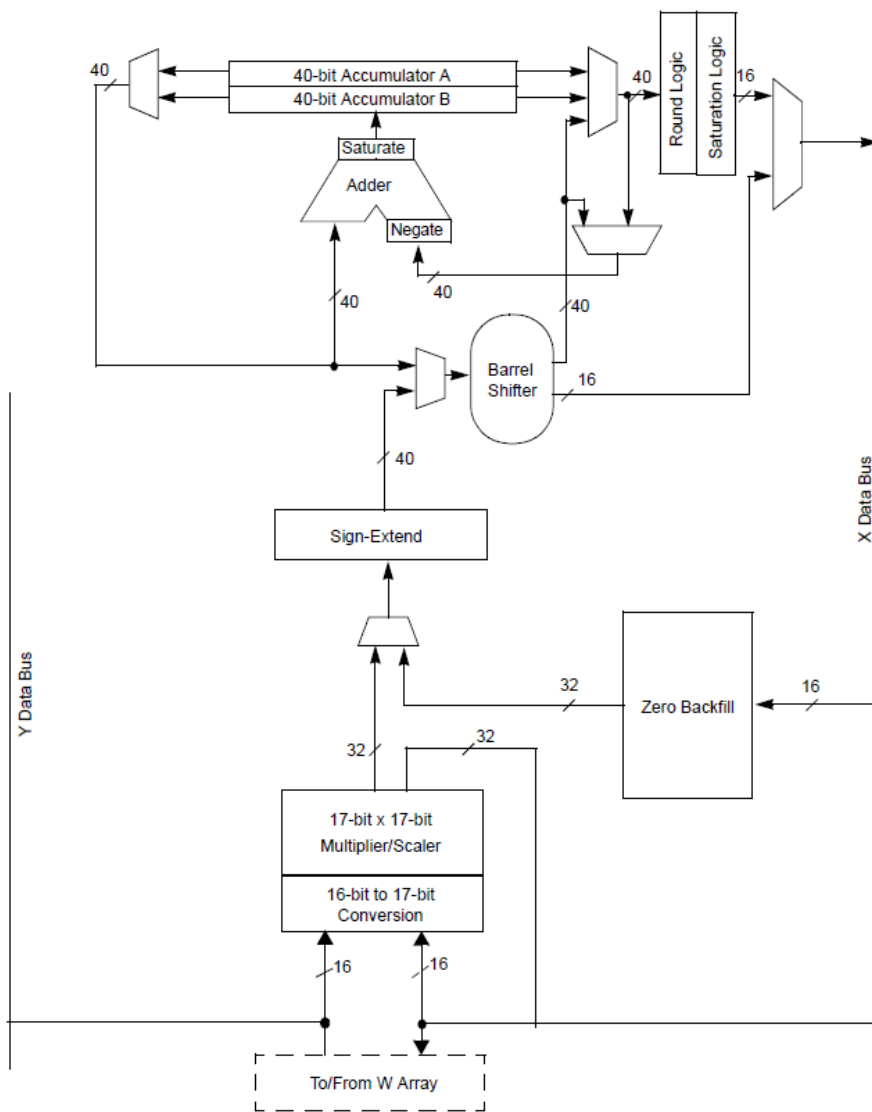 40
40-bit Accumulator A
40-bit Accumulator B
40
Round Logic
Saturation Logic
16
Saturate
Adder
Negate
40
40
40
Barrel
Shifter
16
40
Sign-Extend
X Data Bus
Y Data Bus
32
Zero Backfill
16
32
32
17-bit x 17-bit
Multiplier/Scaler
16-bit to 17-bit
Conversion
16
16
To/From W Array